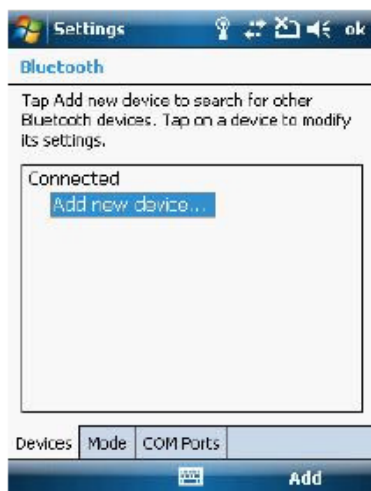 Settings ok
Bluetooth
Tap Add new device to search for other
Bluetooth devices. Tap on a device to modify
its settings.
Connected
Add new device...
Devices Mode COM Ports
Add